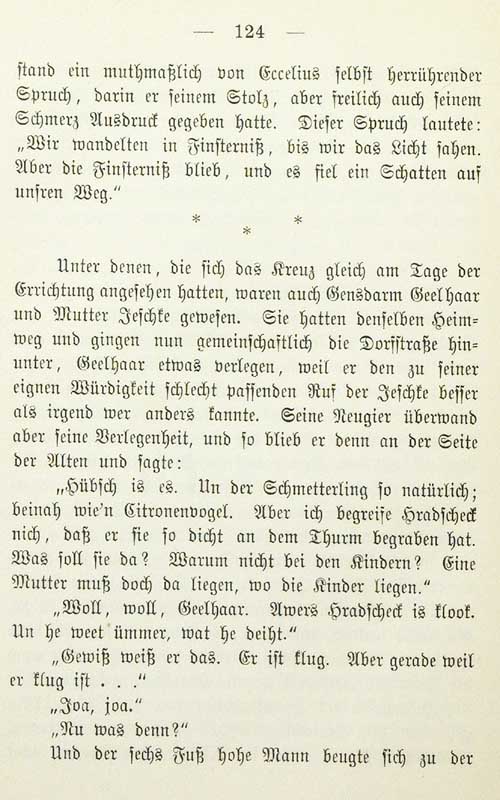 — 124 —
stand ein muthmaßlich von Eccelius selbst herrührender
Spruch, darin er seinem Stolz, aber freilich auch seinem
Schmerz Ausdruck gegeben hatte. Dieser Spruch lautete:
„Wir wandelten in Finsterniß, bis wir das Licht sahen.
Aber die Finsterniß blieb, und es fiel ein Schatten auf
unsren Weg.“
* * *
Unter denen, die sich das Kreuz gleich am Tage der
Errichtung angesehen hatten, waren auch Gensdarm Geelhaar
und Mutter Jeschke gewesen. Sie hatten denselben Heim-
weg und gingen nun gemeinschaftlich die Dorfstraße hin-
unter, Geelhaar etwas verlegen, weil er den zu seiner
eignen Würdigkeit schlecht passenden Ruf der Jeschke besser
als irgend wer anders kannte. Seine Neugier überwand
aber seine Verlegenheit, und so blieb er denn an der Seite
der Alten und sagte:
„Hübsch is es. Un der Schmetterling so natürlich;
beinah wie'n Citronenvogel. Aber ich begreife Hradscheck
nich, daß er sie so dicht an dem Thurm begraben hat.
Was soll sie da? Warum nicht bei den Kindern? Eine
Mutter muß doch da liegen, wo die Kinder liegen.“
„Woll, woll, Geelhaar. Awers Hradscheck is klook.
Un he weet ümmer, wat he deiht.“
„Gewiß weiß er das. Er ist klug. Aber gerade weil
er klug ist . . .“
„Joa, joa.“
„Nu was denn?“
Und der sechs Fuß hohe Mann beugte sich zu der